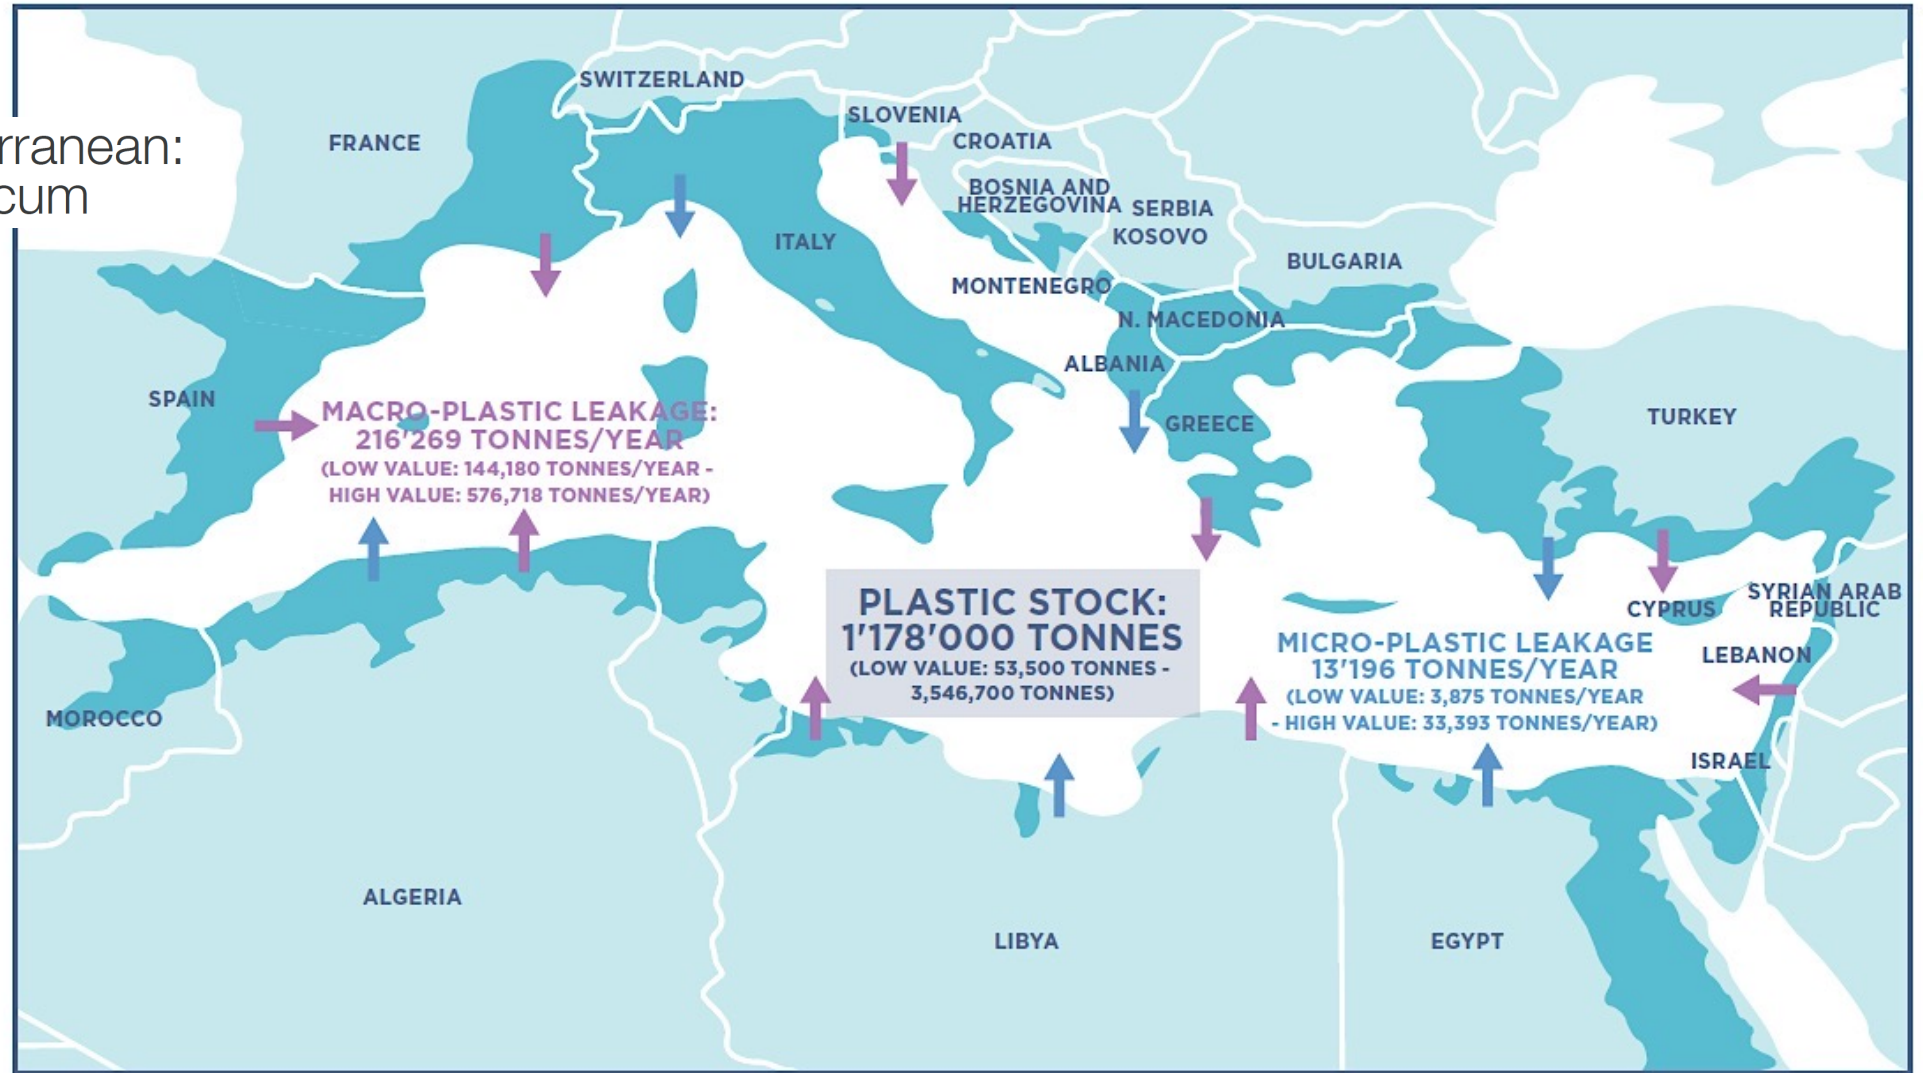 SWITZERLAND
SLOVENIA
FRANCE
CROATIA
rranean:
cum
BOSNIA AND
HERZEGOVINA
SERBIA
KOSOVO
ITALY
BULGARIA
MONTENEGRO
N. MACEDONIA
ALBANIA
SPAIN
GREECE
TURKEY
MACRO-PLASTIC LEAKAGE:
216'269 TONNES/YEAR
(LOW VALUE: 144,180 TONNES/YEAR -
HIGH VALUE: 576,718 TONNES/YEAR)
PLASTIC STOCK:
1'178'000 TONNES
(LOW VALUE: 53,500 TONNES -
3,546,700 TONNES)
CYPRUS
SYRIAN ARAB
REPUBLIC
MICRO-PLASTIC LEAKAGE
13'196 TONNES/YEAR
(LOW VALUE: 3,875 TONNES/YEAR
- HIGH VALUE: 33,393 TONNES/YEAR)
LEBANON
MOROCCO
ISRAEL
ALGERIA
LIBYA
EGYPT